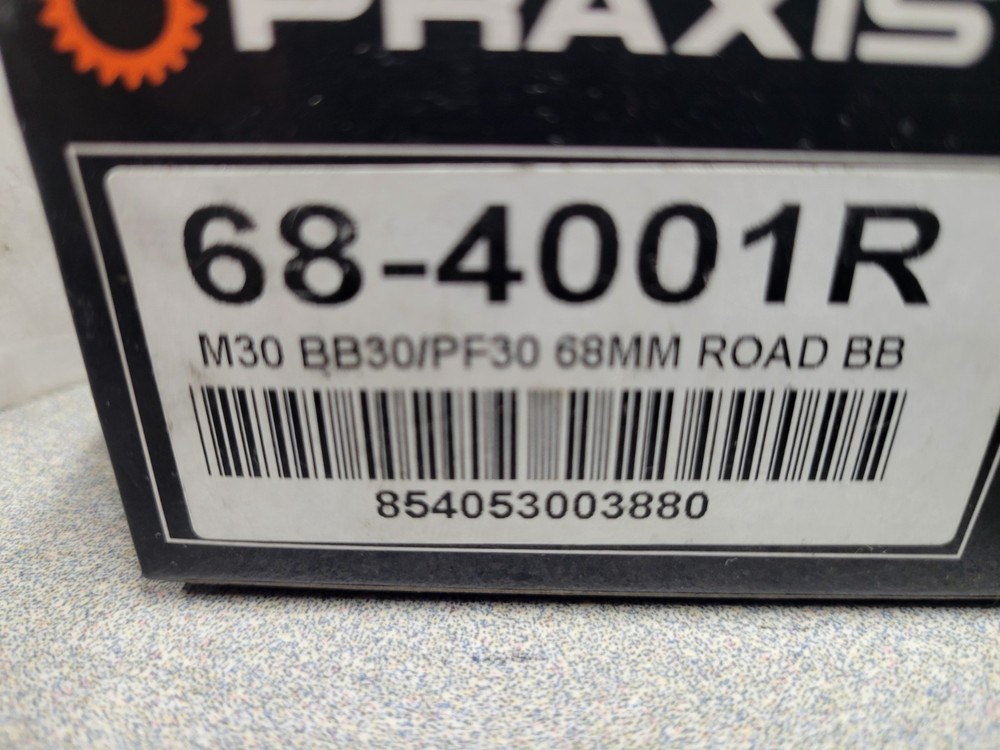 PRAXIS
68-4001R
M30 BB30/PF30 68MM ROAD BB
854053003880